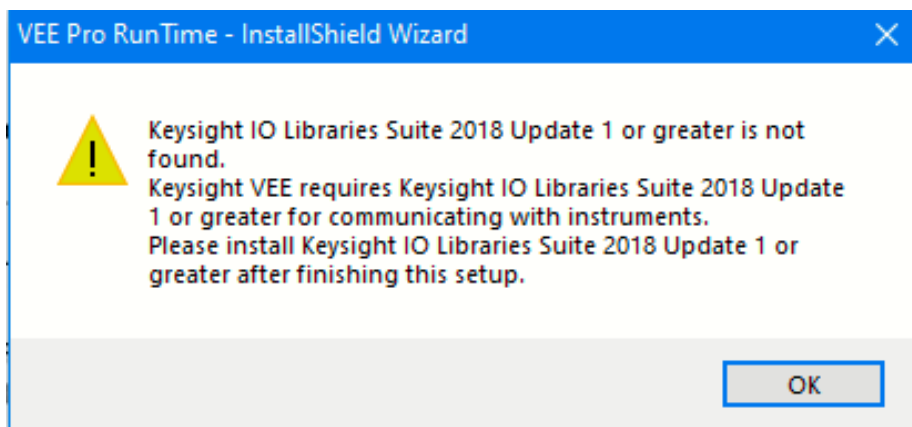 VEE Pro RunTime - InstallShield Wizard
Keysight IO Libraries Suite 2018 Update 1 or greater is not
found.
Keysight VEE requires Keysight IO Libraries Suite 2018 Update
1 or greater for communicating with instruments.
Please install Keysight IO Libraries Suite 2018 Update 1 or
greater after finishing this setup.
OK